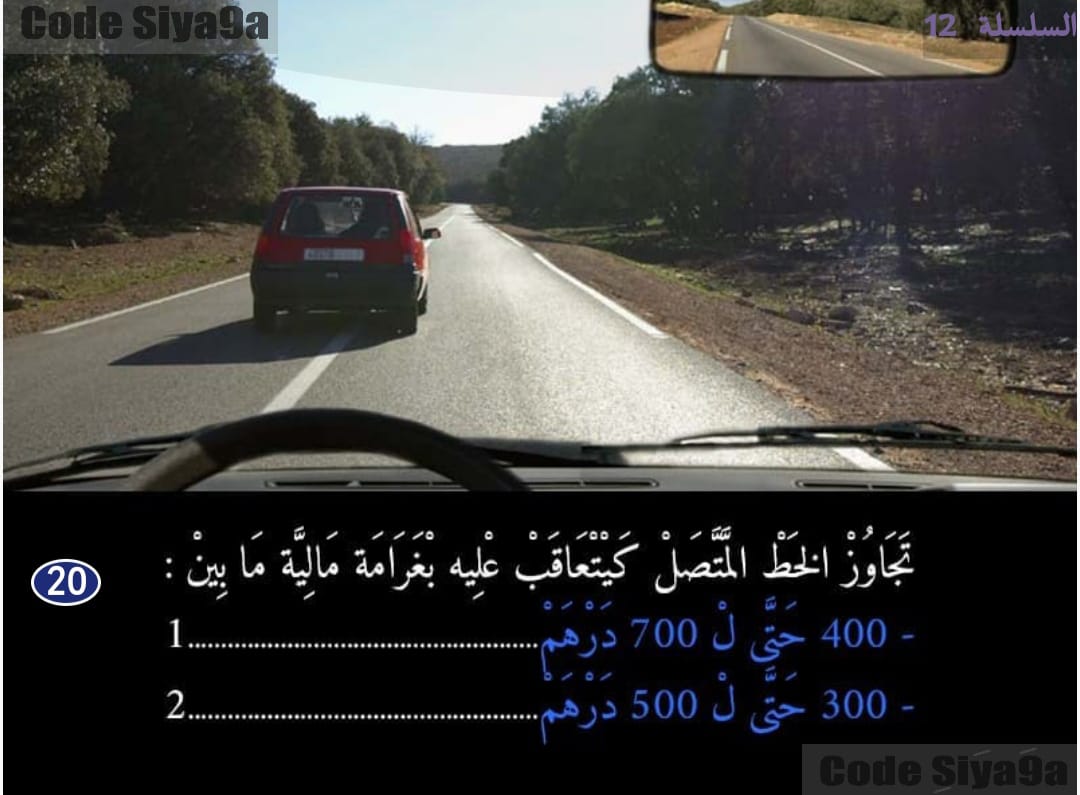 Code Siya9a
السلسلة 12
تَجَاوُزْ الخَطْ المَتَّصَلْ كَيْتْعَاقَبْ عْلِيه بْغَرَامَة مَالِيَّة مَا بِينْ :
20
- 400 حَتَّى لْ 700 دَرْهَمْ......................................................1
- 300 حَتَّى لْ 500 دَرْهَمْ......................................................2
Code Siya9a